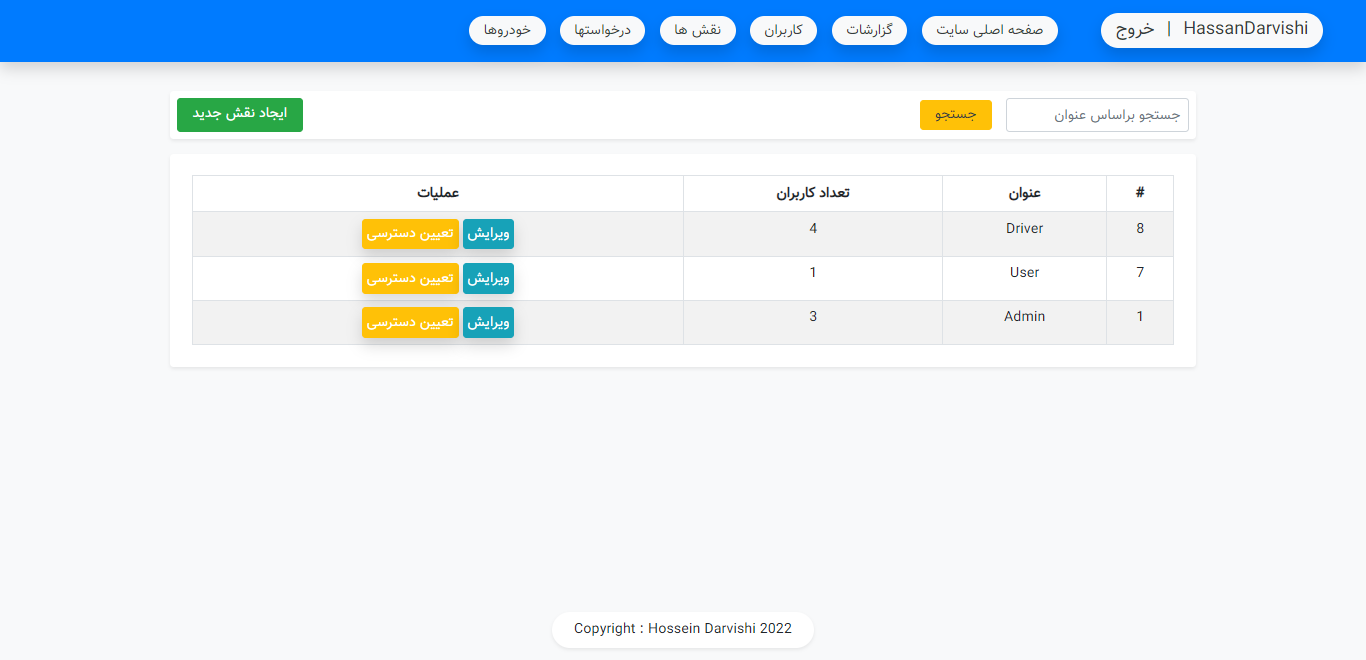 HassanDarvishi | خروج
صفحه اصلی سایت
گزارشات
کاربران
نقش ها
درخواستها
خودروها
جستجو براساس عنوان
جستجو
ایجاد نقش جدید
# عنوان تعداد کاربران عملیات
8 Driver 4 ویرایش تعیین دسترسی
7 User 1 ویرایش تعیین دسترسی
1 Admin 3 ویرایش تعیین دسترسی
Copyright : Hossein Darvishi 2022